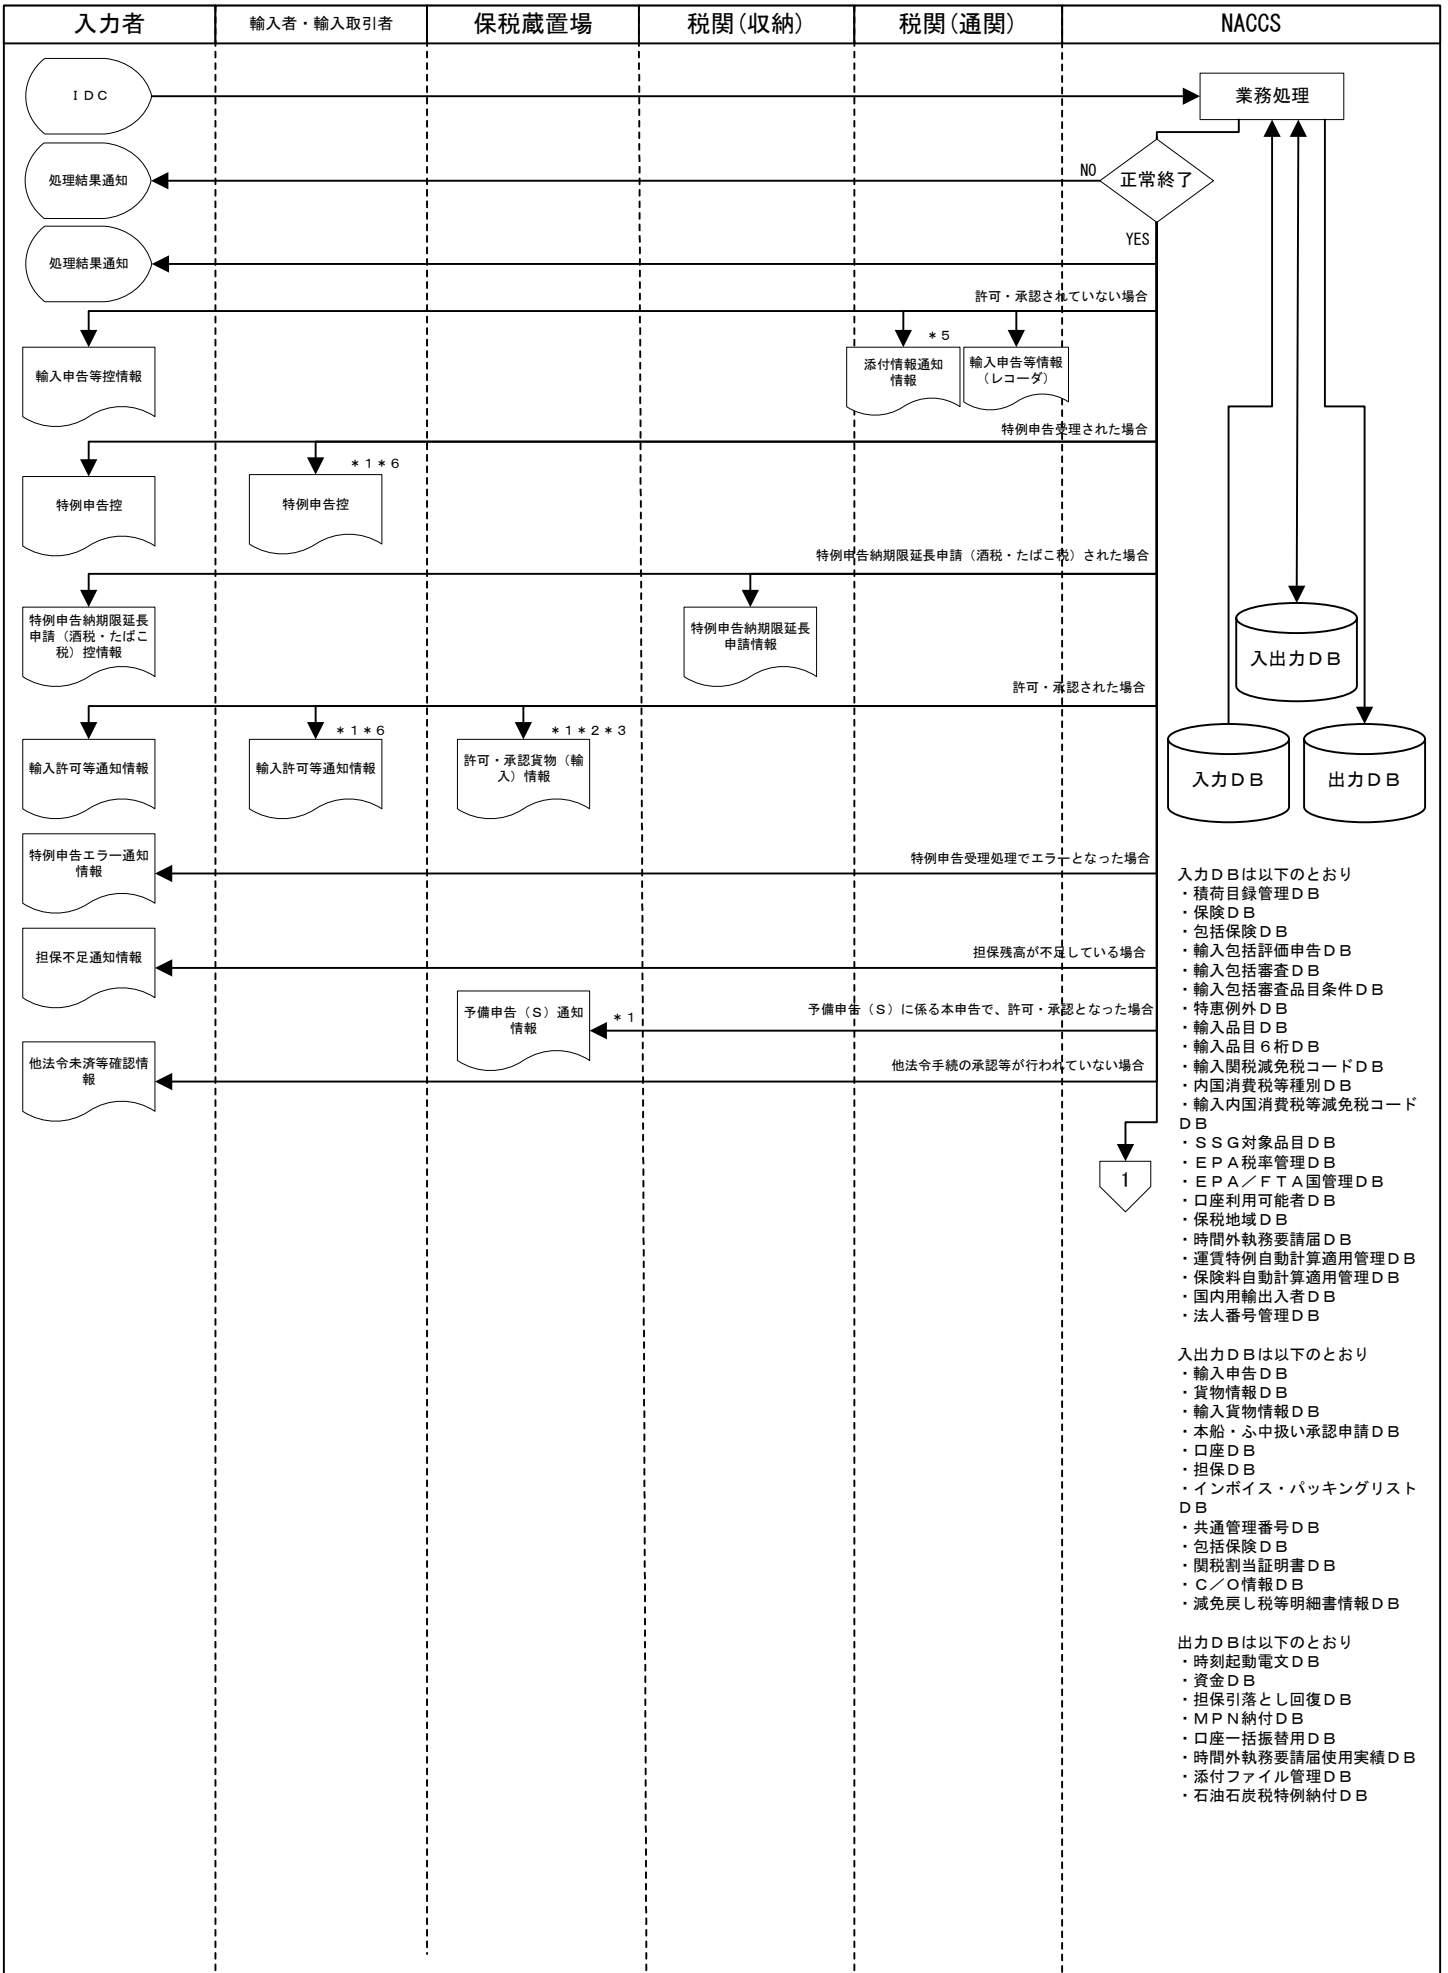 入力者
輸入者・輸入取引者
保税蔵置場
税関(収納)
税関(通関)
NACCS
ＩＤＣ
業務処理
処理結果通知
NO
正常終了
YES
処理結果通知
許可・承認されていない場合
輸入申告等控情報
＊５
添付情報通知
情報
輸入申告等情報
（レコーダ）
特例申告受理された場合
特例申告控
＊１＊６
特例申告控
特例申告納期限延長申請（酒税・たばこ税）された場合
特例申告納期限延長
申請（酒税・たばこ
税）控情報
特例申告納期限延長
申請情報
入出力ＤＢ
許可・承認された場合
輸入許可等通知情報
＊１＊６
輸入許可等通知情報
＊１＊２＊３
許可・承認貨物（輸
入）情報
入力ＤＢ
出力ＤＢ
特例申告エラー通知
情報
特例申告受理処理でエラーとなった場合
担保不足通知情報
担保残高が不足している場合
予備申告（Ｓ）通知
情報
＊１
予備申告（Ｓ）に係る本申告で、許可・承認となった場合
他法令未済等確認情
報
他法令手続の承認等が行われていない場合
1
入力ＤＢは以下のとおり
・積荷目録管理ＤＢ
・保険ＤＢ
・包括保険ＤＢ
・輸入包括評価申告ＤＢ
・輸入包括審査ＤＢ
・輸入包括審査品目条件ＤＢ
・特恵例外ＤＢ
・輸入品目ＤＢ
・輸入品目６桁ＤＢ
・輸入関税減免税コードＤＢ
・内国消費税等種別ＤＢ
・輸入内国消費税等減免税コード
ＤＢ
・ＳＳＧ対象品目ＤＢ
・ＥＰＡ税率管理ＤＢ
・ＥＰＡ／ＦＴＡ国管理ＤＢ
・口座利用可能者ＤＢ
・保税地域ＤＢ
・時間外執務要請届ＤＢ
・運賃特例自動計算適用管理ＤＢ
・保険料自動計算適用管理ＤＢ
・国内用輸出入者ＤＢ
・法人番号管理ＤＢ
入出力ＤＢは以下のとおり
・輸入申告ＤＢ
・貨物情報ＤＢ
・輸入貨物情報ＤＢ
・本船・ふ中扱い承認申請ＤＢ
・口座ＤＢ
・担保ＤＢ
・インボイス・パッキングリスト
ＤＢ
・共通管理番号ＤＢ
・包括保険ＤＢ
・関税割当証明書ＤＢ
・Ｃ／Ｏ情報ＤＢ
・減免戻し税等明細書情報ＤＢ
出力ＤＢは以下のとおり
・時刻起動電文ＤＢ
・資金ＤＢ
・担保引落とし回復ＤＢ
・ＭＰＮ納付ＤＢ
・口座一括振替用ＤＢ
・時間外執務要請届使用実績ＤＢ
・添付ファイル管理ＤＢ
・石油石炭税特例納付ＤＢ